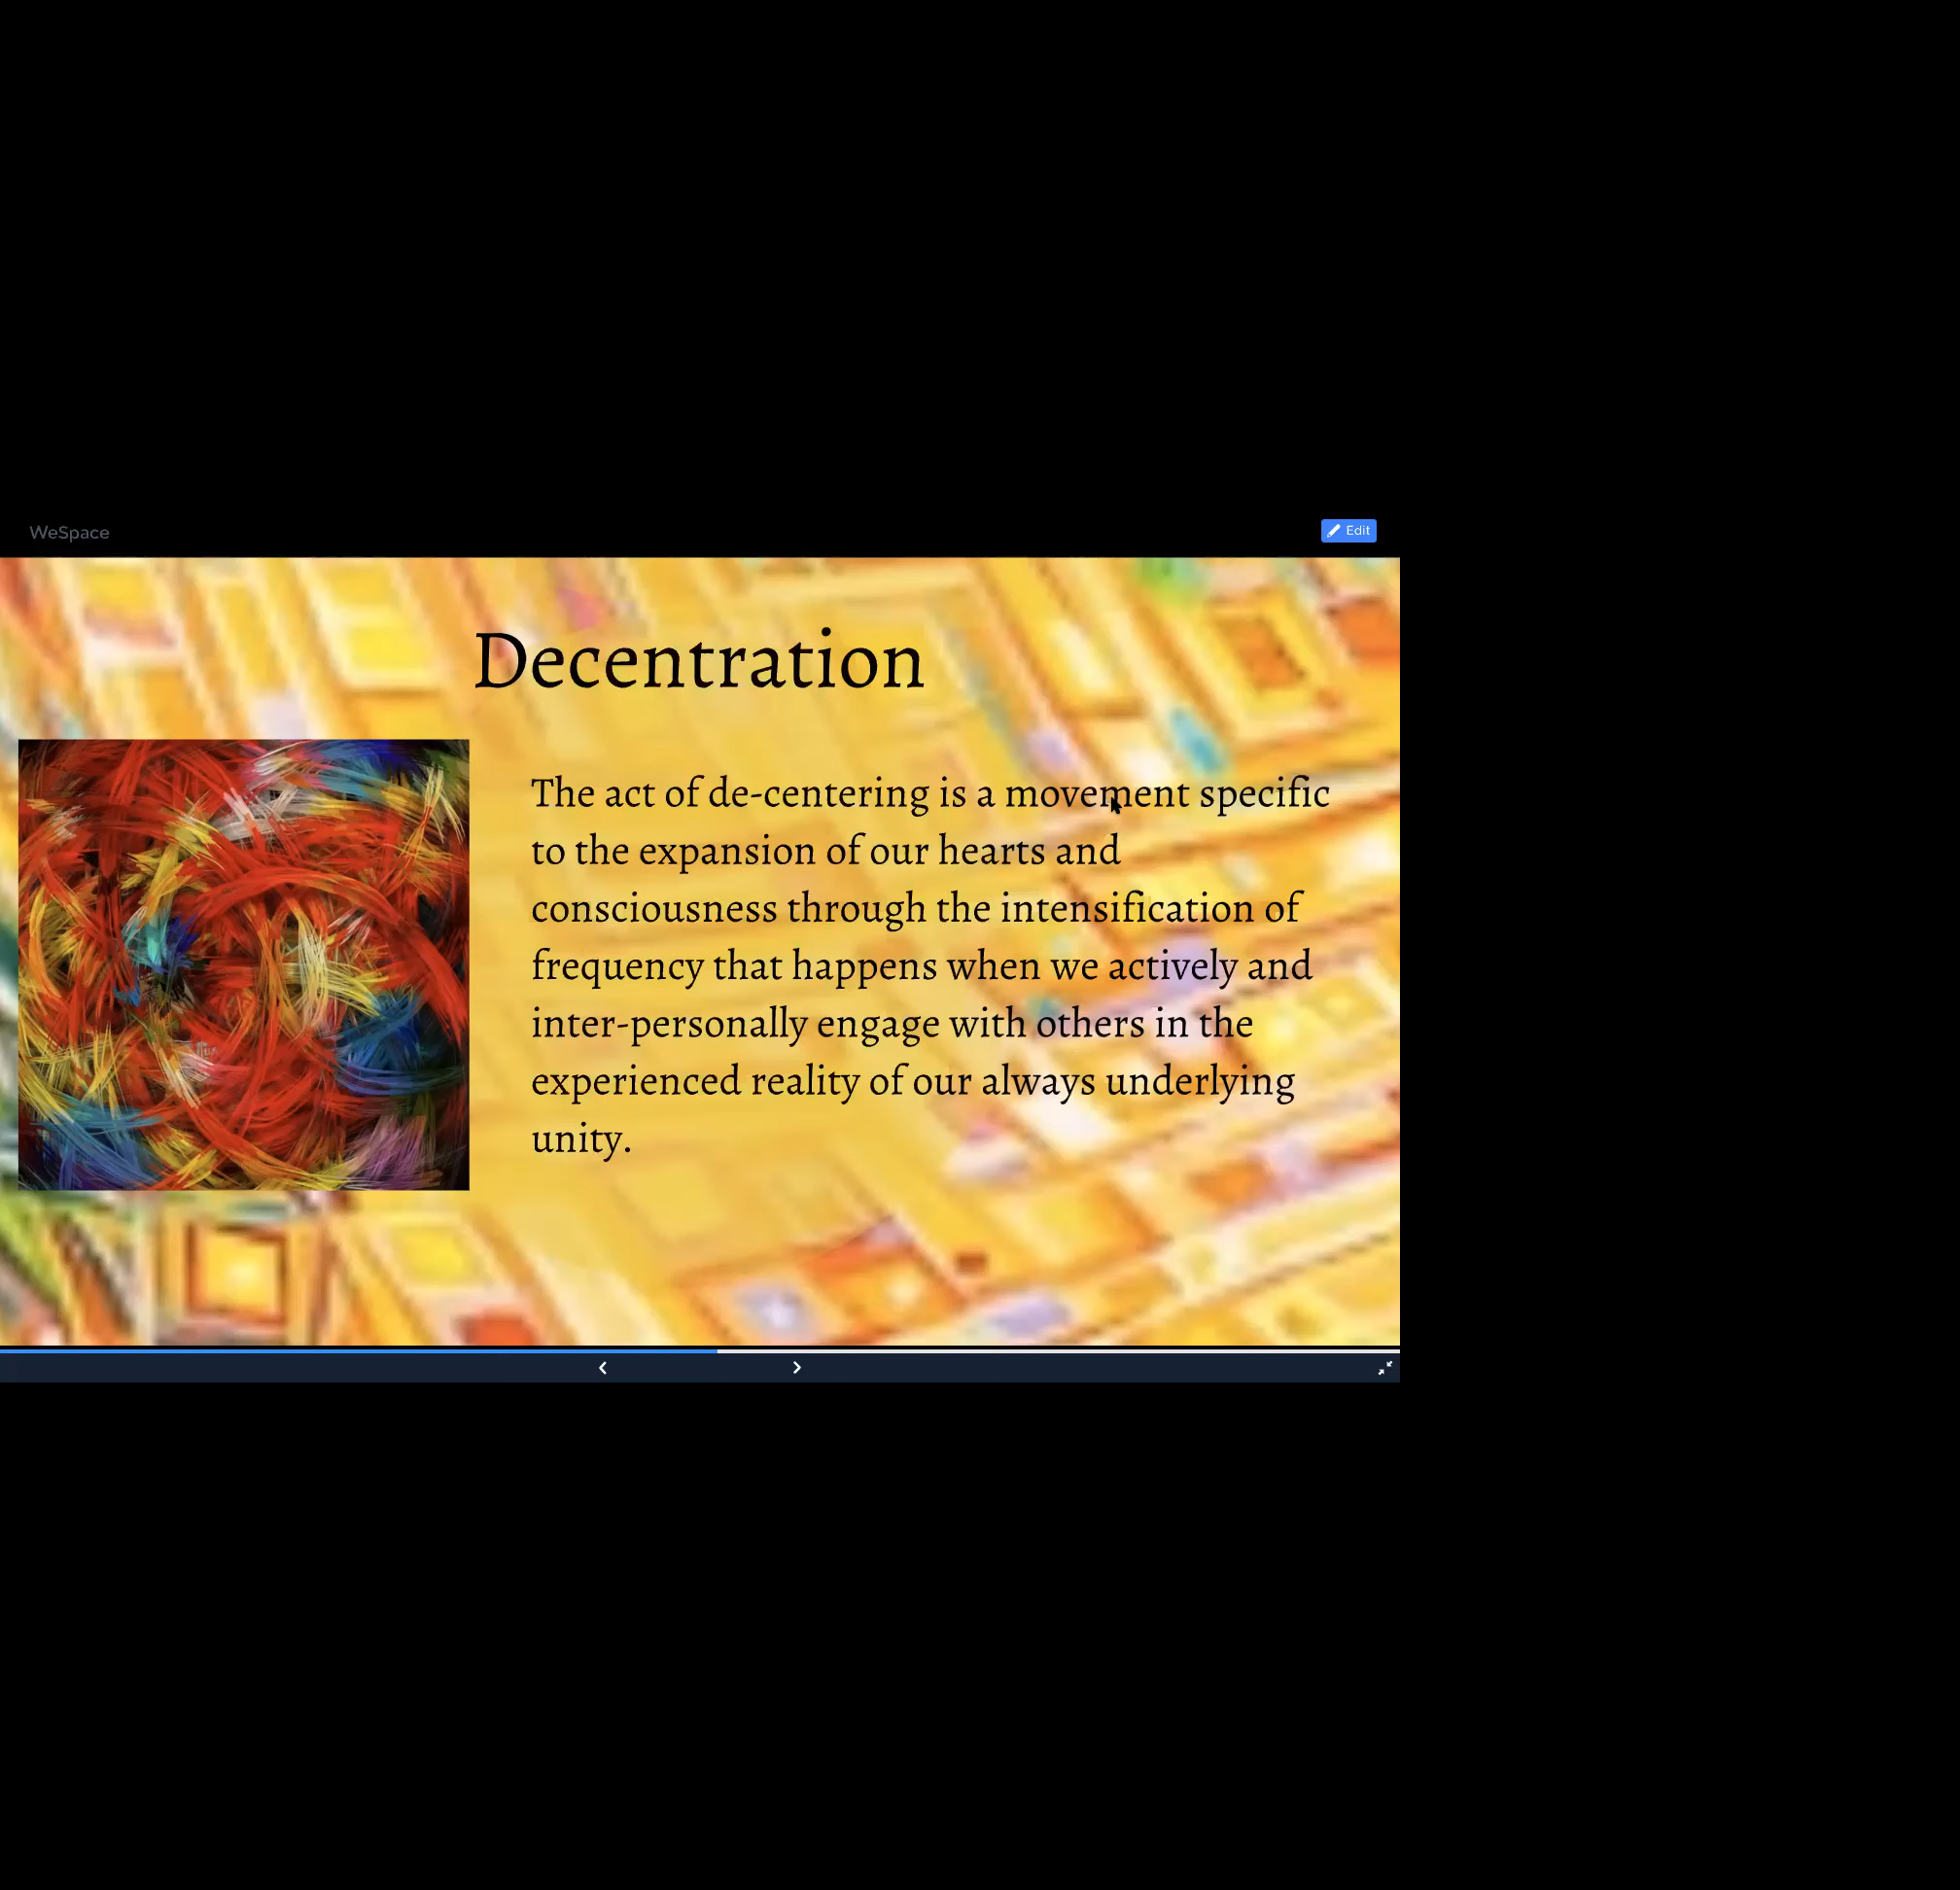 WeSpace
Edit
Decentration
The act of de-centering is a movement specific
to the expansion of our hearts and
consciousness through the intensification of
frequency that happens when we actively and
inter-personally engage with others in the
experienced reality of our always underlying
unity.